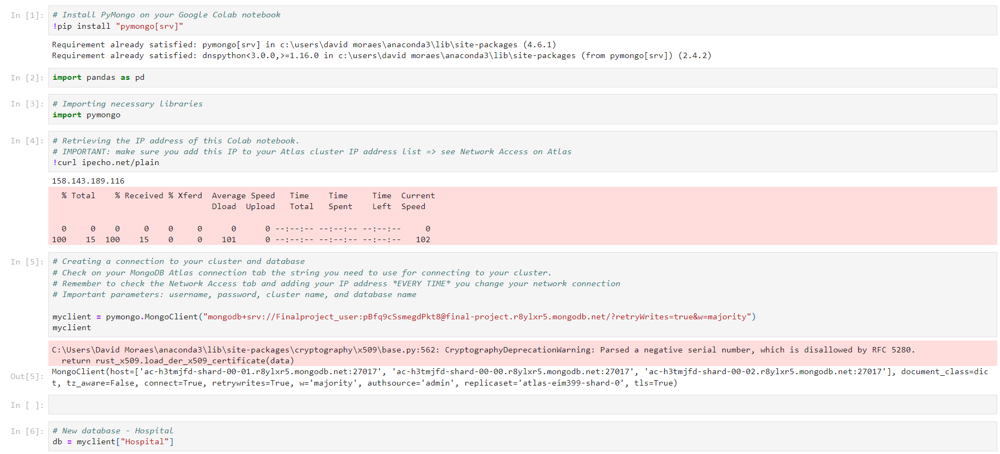 In [1]: # Install PyMongo on your Google Colab notebook
!pip install "pymongo[srv]"
Requirement already satisfied: pymongo[srv] in c:\users\david moraes\anaconda3\lib\site-packages (4.6.1)
Requirement already satisfied: dnspython<3.0.0,>=1.16.0 in c:\users\david moraes\anaconda3\lib\site-packages (from pymongo[srv]) (2.4.2)
In [2]: import pandas as pd
In [3]: # Importing necessary libraries
import pymongo
In [4]: # Retrieving the IP address of this Colab notebook.
# IMPORTANT: make sure you add this IP to your Atlas cluster IP address list => see Network Access on Atlas
!curl ipecho.net/plain
158.143.189.116
% Total % Received % Xferd Average Speed Time Time Time Current
Dload Upload Total Spent Left Speed
0 0 0 0 0 0 0 0 --:--:-- --:--:-- --:--:-- 0
100 15 100 15 0 0 101 0 --:--:-- --:--:-- --:--:-- 102
In [5]: # Creating a connection to your cluster and database
# Check on your MongoDB Atlas connection tab the string you need to use for connecting to your cluster.
# Remember to check the Network Access tab and adding your IP address *EVERY TIME* you change your network connection
# Important parameters: username, password, cluster name, and database name
myclient = pymongo.MongoClient("mongodb+srv://Finalproject_user:pBfq9cSsmegdPkt8@final-project.r8ylxr5.mongodb.net/?retryWrites=true&w=majority")
myclient
C:\Users\David Moraes\anaconda3\lib\site-packages\cryptography\x509\base.py:562: CryptographyDeprecationWarning: Parsed a negative serial number, which is disallowed by RFC 5280.
return rust_x509.load_der_x509_certificate(data)
Out[5]: MongoClient(host=['ac-h3tmjfd-shard-00-01.r8ylxr5.mongodb.net:27017', 'ac-h3tmjfd-shard-00-00.r8ylxr5.mongodb.net:27017', 'ac-h3tmjfd-shard-00-02.r8ylxr5.mongodb.net:27017'], document_class=dic
t, tz_aware=False, connect=True, retrywrites=True, w='majority', authsource='admin', replicaset='atlas-eim399-shard-0', tls=True)
In [ ]:
In [6]: # New database - Hospital
db = myclient["Hospital"]